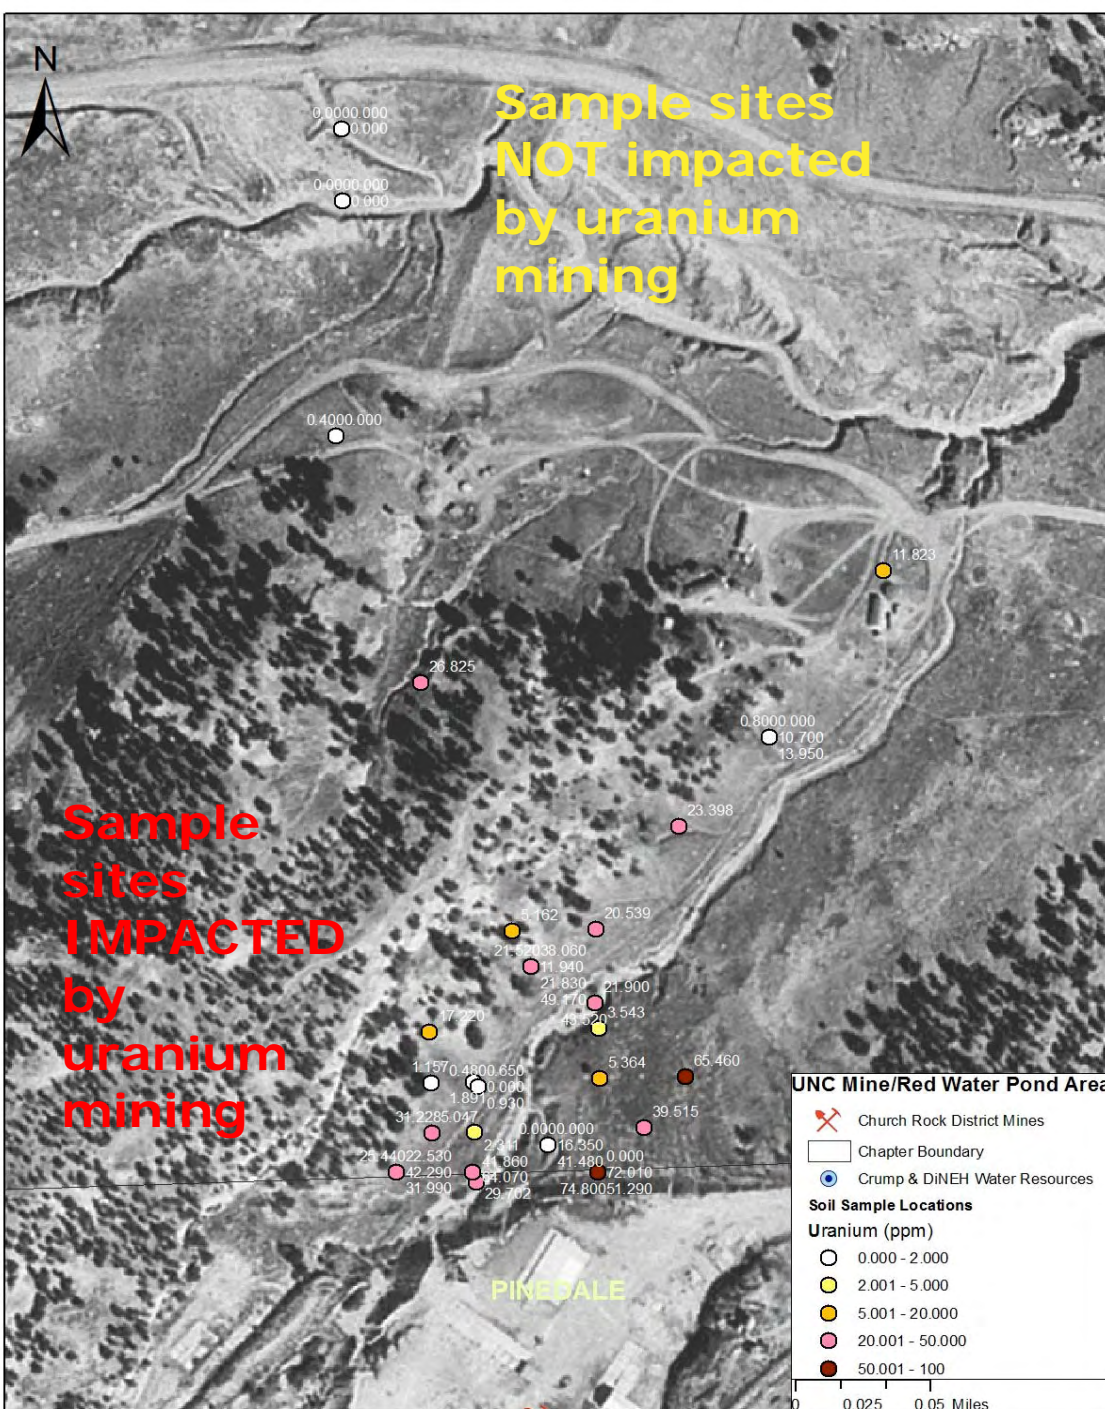 N
Sample sites
NOT impacted
by uranium
mining
0.0000.000
0.000
0.0000.000
0.000
0.4000.000
11.823
26.825
0.8000.000
10.700
13.950
23.398
5.162
20.539
38.060
11.940
21.830
49.170
21.900
3.543
43.520
17.220
Sample
sites
IMPACTED
by
uranium
mining
1.157
0.4800.650
0.000
1.891
0.930
5.364
65.460
31.2285.047
39.515
0.0000.000
16.350
41.480
2.311
41.860
29.702
25.44022.530
42.290
31.990
0.000
72.010
74.80051.290
PINEDALE
UNC Mine/Red Water Pond Area
Church Rock District Mines
Chapter Boundary
Crump & DiNEH Water Resources
Soil Sample Locations
Uranium (ppm)
0.000 - 2.000
2.001 - 5.000
5.001 - 20.000
20.001 - 50.000
50.001 - 100
0 0.025 0.05 Miles